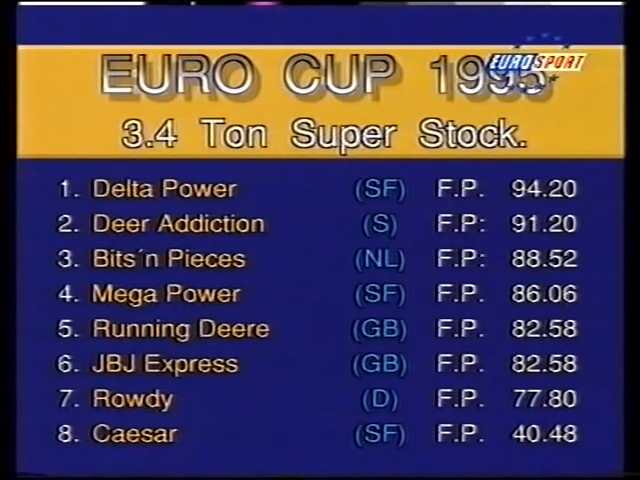 EURO CUP 1995
EUROSPORT
3.4 Ton Super Stock.
1. Delta Power (SF) F.P. 94.20
2. Deer Addiction (S) F.P: 91.20
3. Bits´n Pieces (NL) F.P: 88.52
4. Mega Power (SF) F.P. 86.06
5. Running Deere (GB) F.P. 82.58
6. JBJ Express (GB) F.P. 82.58
7. Rowdy (D) F.P. 77.80
8. Caesar (SF) F.P. 40.48